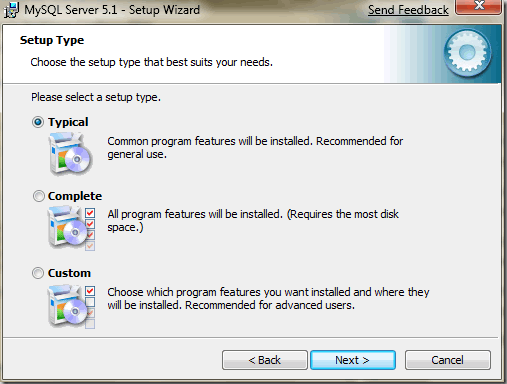 MySQL Server 5.1 - Setup Wizard
Send Feedback
Setup Type
Choose the setup type that best suits your needs.
Please select a setup type.
Typical
Common program features will be installed. Recommended for
general use.
Complete
All program features will be installed. (Requires the most disk
space.)
Custom
Choose which program features you want installed and where they
will be installed. Recommended for advanced users.
< Back
Next >
Cancel